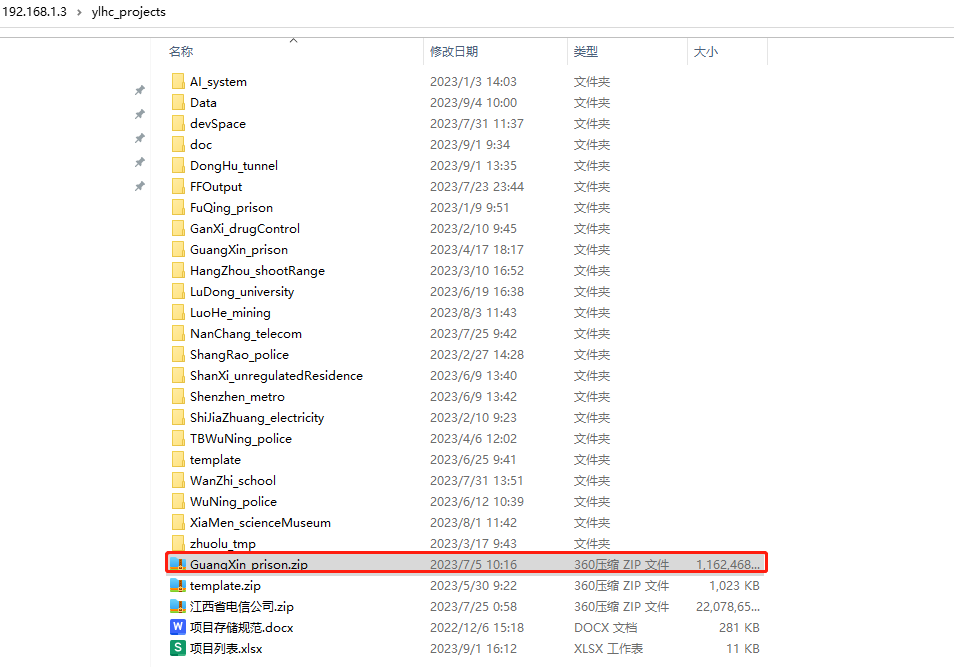 192.168.1.3 › ylhc_projects
名称 修改日期 类型 大小
AI_system 2023/1/3 14:03 文件夹
Data 2023/9/4 10:00 文件夹
devSpace 2023/7/31 11:37 文件夹
doc 2023/9/1 9:34 文件夹
DongHu_tunnel 2023/9/1 13:35 文件夹
FFOutput 2023/7/23 23:44 文件夹
FuQing_prison 2023/1/9 9:51 文件夹
GanXi_drugControl 2023/2/10 9:45 文件夹
GuangXin_prison 2023/4/17 18:17 文件夹
HangZhou_shootRange 2023/3/10 16:52 文件夹
LuDong_university 2023/6/19 16:38 文件夹
LuoHe_mining 2023/8/3 11:43 文件夹
NanChang_telecom 2023/7/25 9:42 文件夹
ShangRao_police 2023/2/27 14:28 文件夹
ShanXi_unregulatedResidence 2023/6/9 13:40 文件夹
Shenzhen_metro 2023/6/9 13:42 文件夹
ShiJiaZhuang_electricity 2023/2/10 9:23 文件夹
TBWuNing_police 2023/4/6 12:02 文件夹
template 2023/6/25 9:41 文件夹
WanZhi_school 2023/7/31 13:51 文件夹
WuNing_police 2023/6/12 10:39 文件夹
XiaMen_scienceMuseum 2023/8/1 11:42 文件夹
zhuolu_tmp 2023/3/17 9:43 文件夹
GuangXin_prison.zip 2023/7/5 10:16 360压缩 ZIP 文件 1,162,468...
template.zip 2023/5/30 9:22 360压缩 ZIP 文件 1,023 KB
江西省电信公司.zip 2023/7/25 0:58 360压缩 ZIP 文件 22,078,65...
W 项目存储规范.docx 2022/12/6 15:18 DOCX 文档 281 KB
S 项目列表.xlsx 2023/9/1 16:12 XLSX 工作表 11 KB